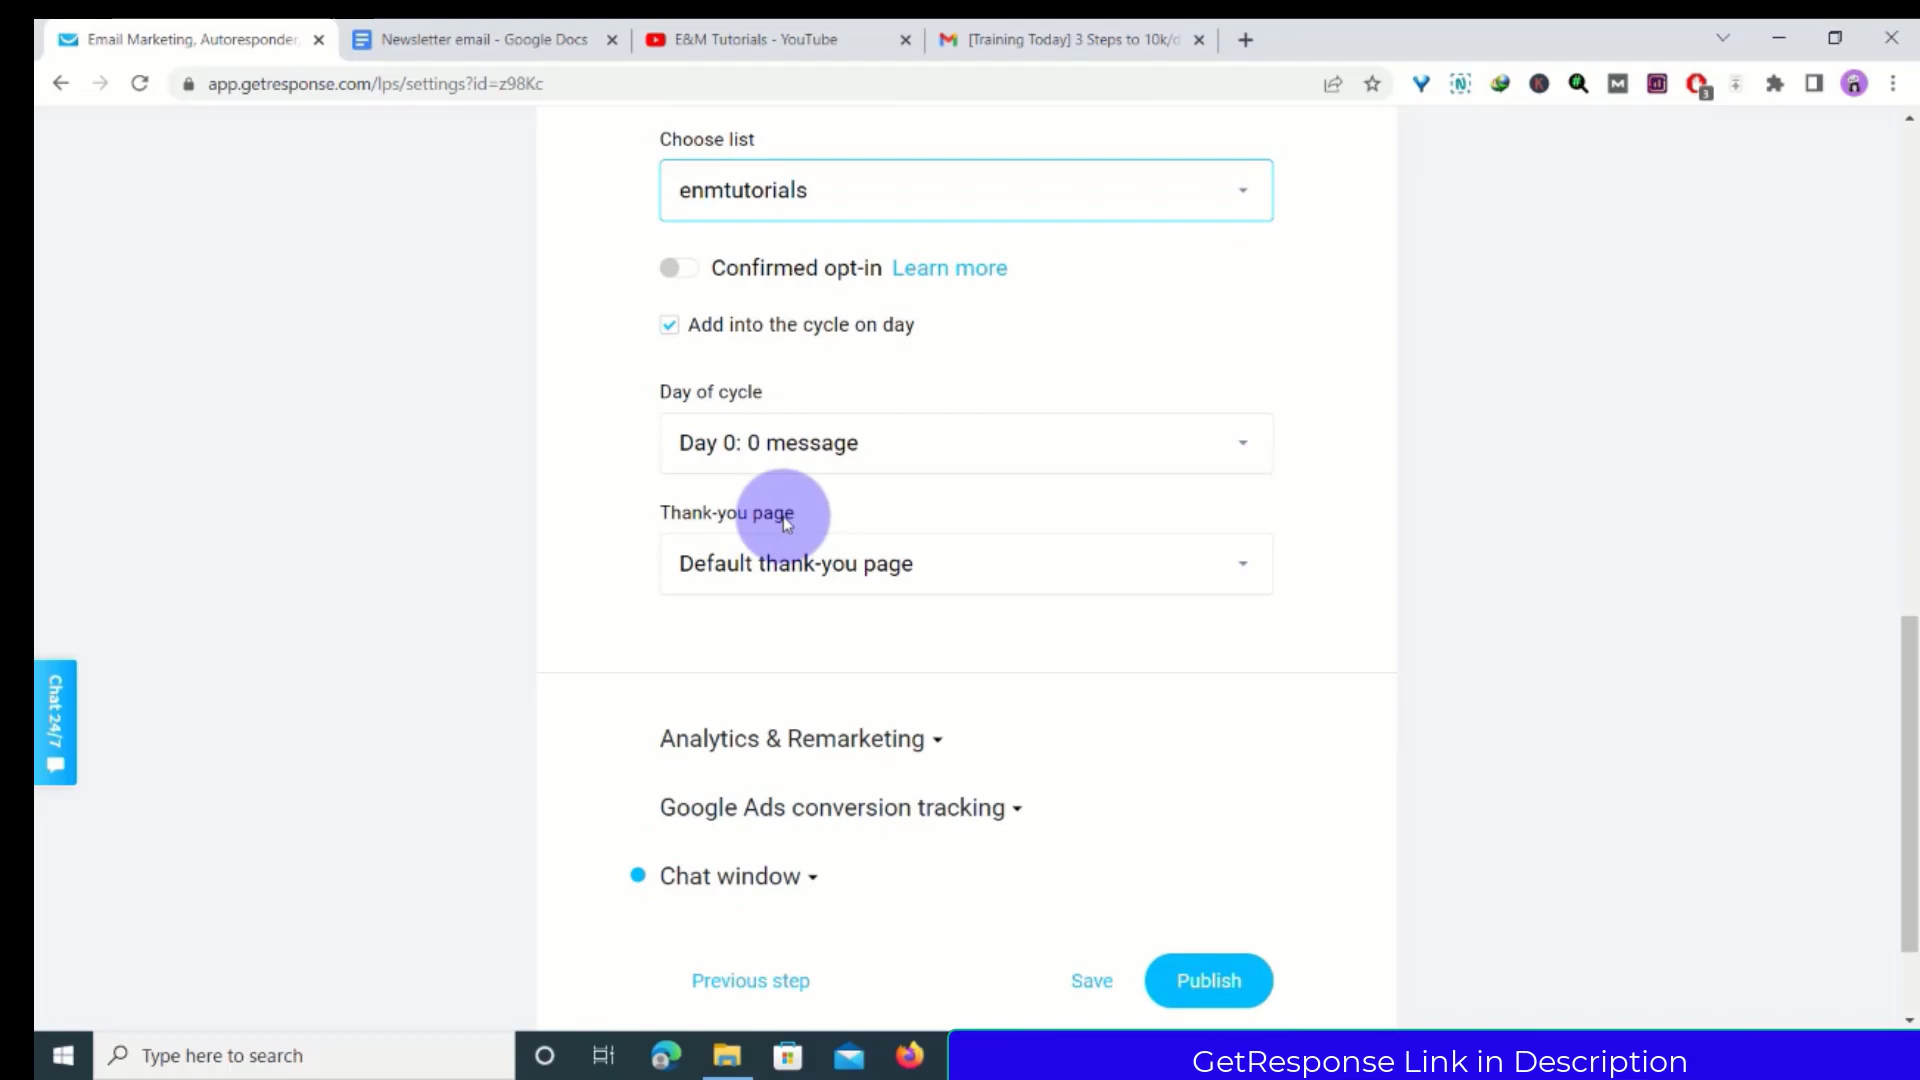 Email Marketing, Autoresponder,
Newsletter email - Google Docs
E&M Tutorials - YouTube
[Training Today] 3 Steps to 10k/d
app.getresponse.com/lps/settings?id=z98Kc
3
Choose list
enmtutorials
Confirmed opt-in Learn more
Add into the cycle on day
Day of cycle
Day 0: 0 message
Thank-you page
Default thank-you page
Chat 24/7
Analytics & Remarketing
Google Ads conversion tracking
Chat window
Previous step
Save
Publish
Type here to search
GetResponse Link in Description